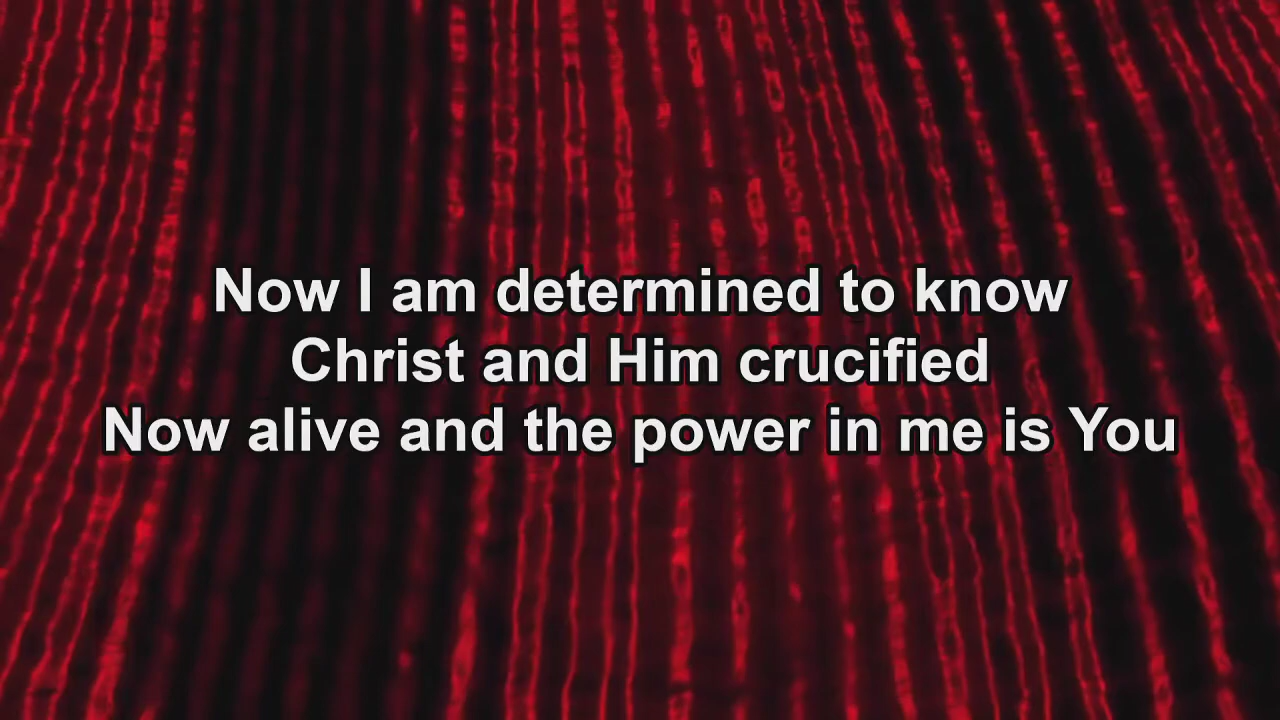 Now I am determined to know
Christ and Him crucified
Now alive and the power in me is You